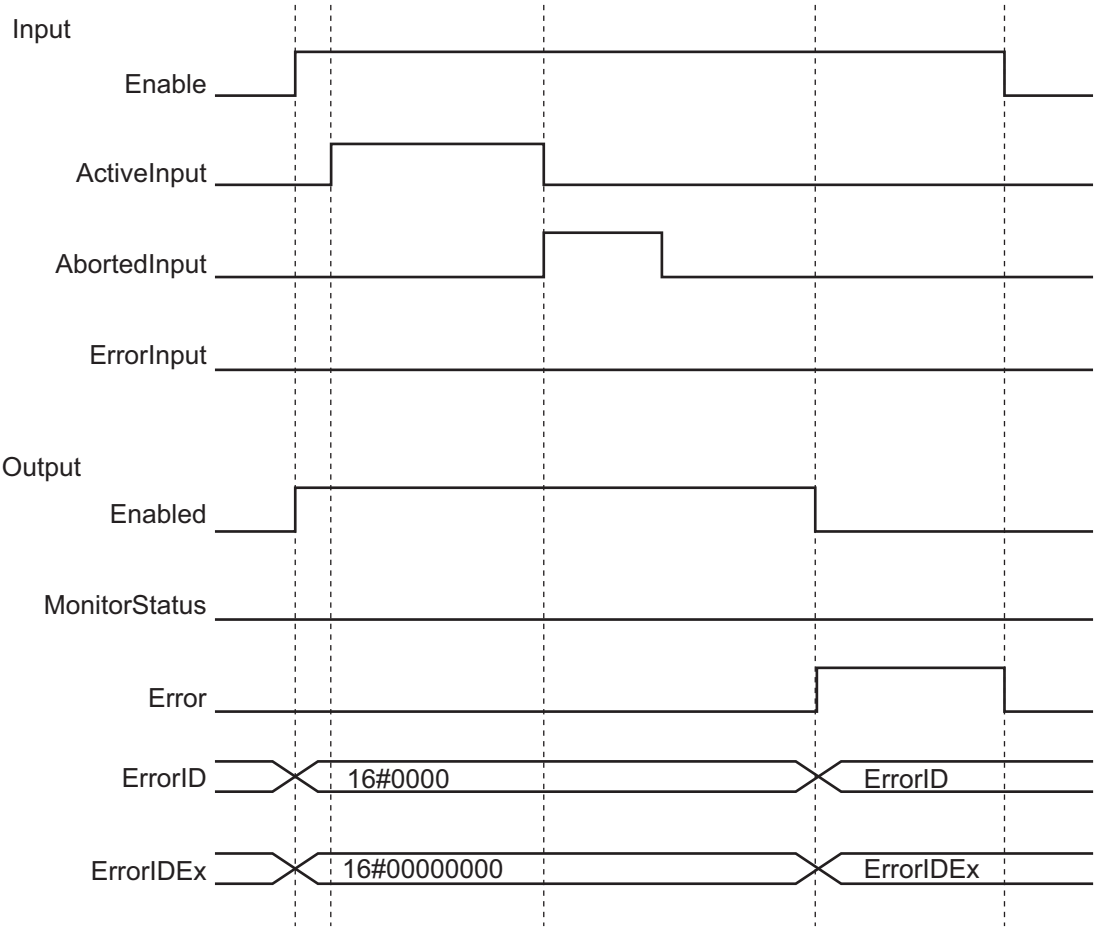 Input
Enable
ActiveInput
AbortedInput
ErrorInput
Output
Enabled
MonitorStatus
Error
ErrorID 16#0000 ErrorID
ErrorIDEx 16#00000000 ErrorIDEx